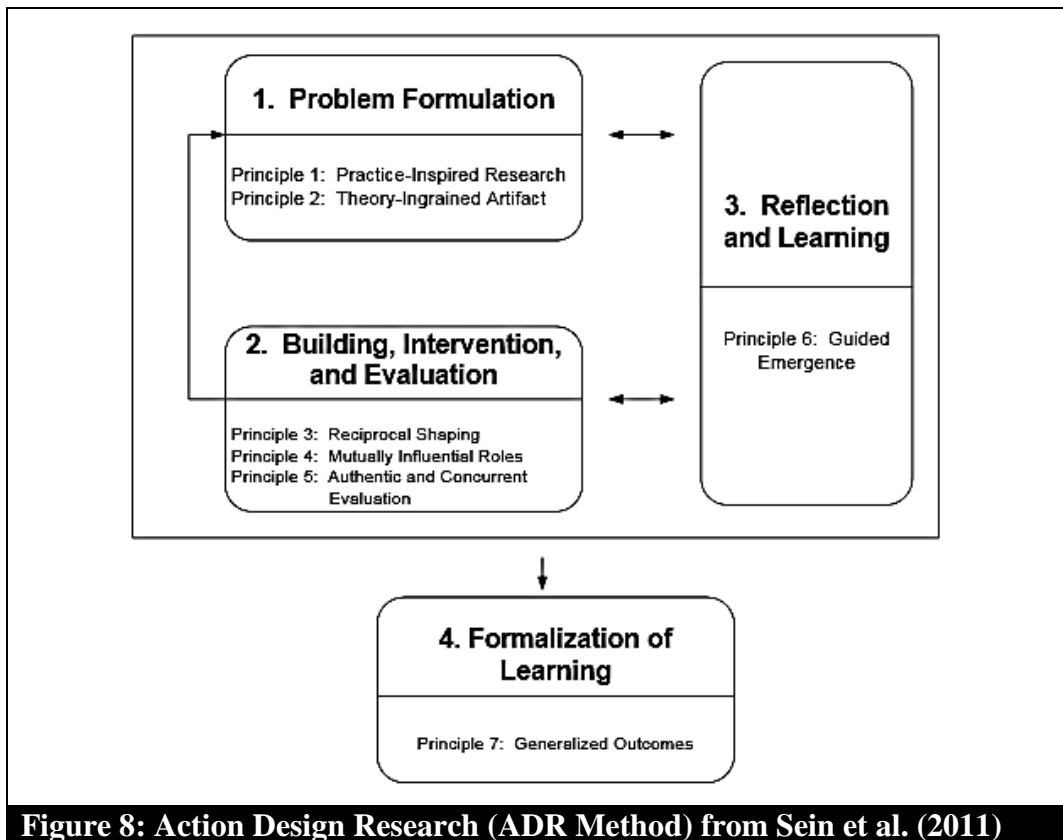 1. Problem Formulation
Principle 1: Practice-Inspired Research
Principle 2: Theory-Ingrained Artifact
2. Building, Intervention,
and Evaluation
Principle 3: Reciprocal Shaping
Principle 4: Mutually Influential Roles
Principle 5: Authentic and Concurrent
Evaluation
3. Reflection
and Learning
Principle 6: Guided
Emergence
4. Formalization of
Learning
Principle 7: Generalized Outcomes
Figure 8: Action Design Research (ADR Method) from Sein et al. (2011)